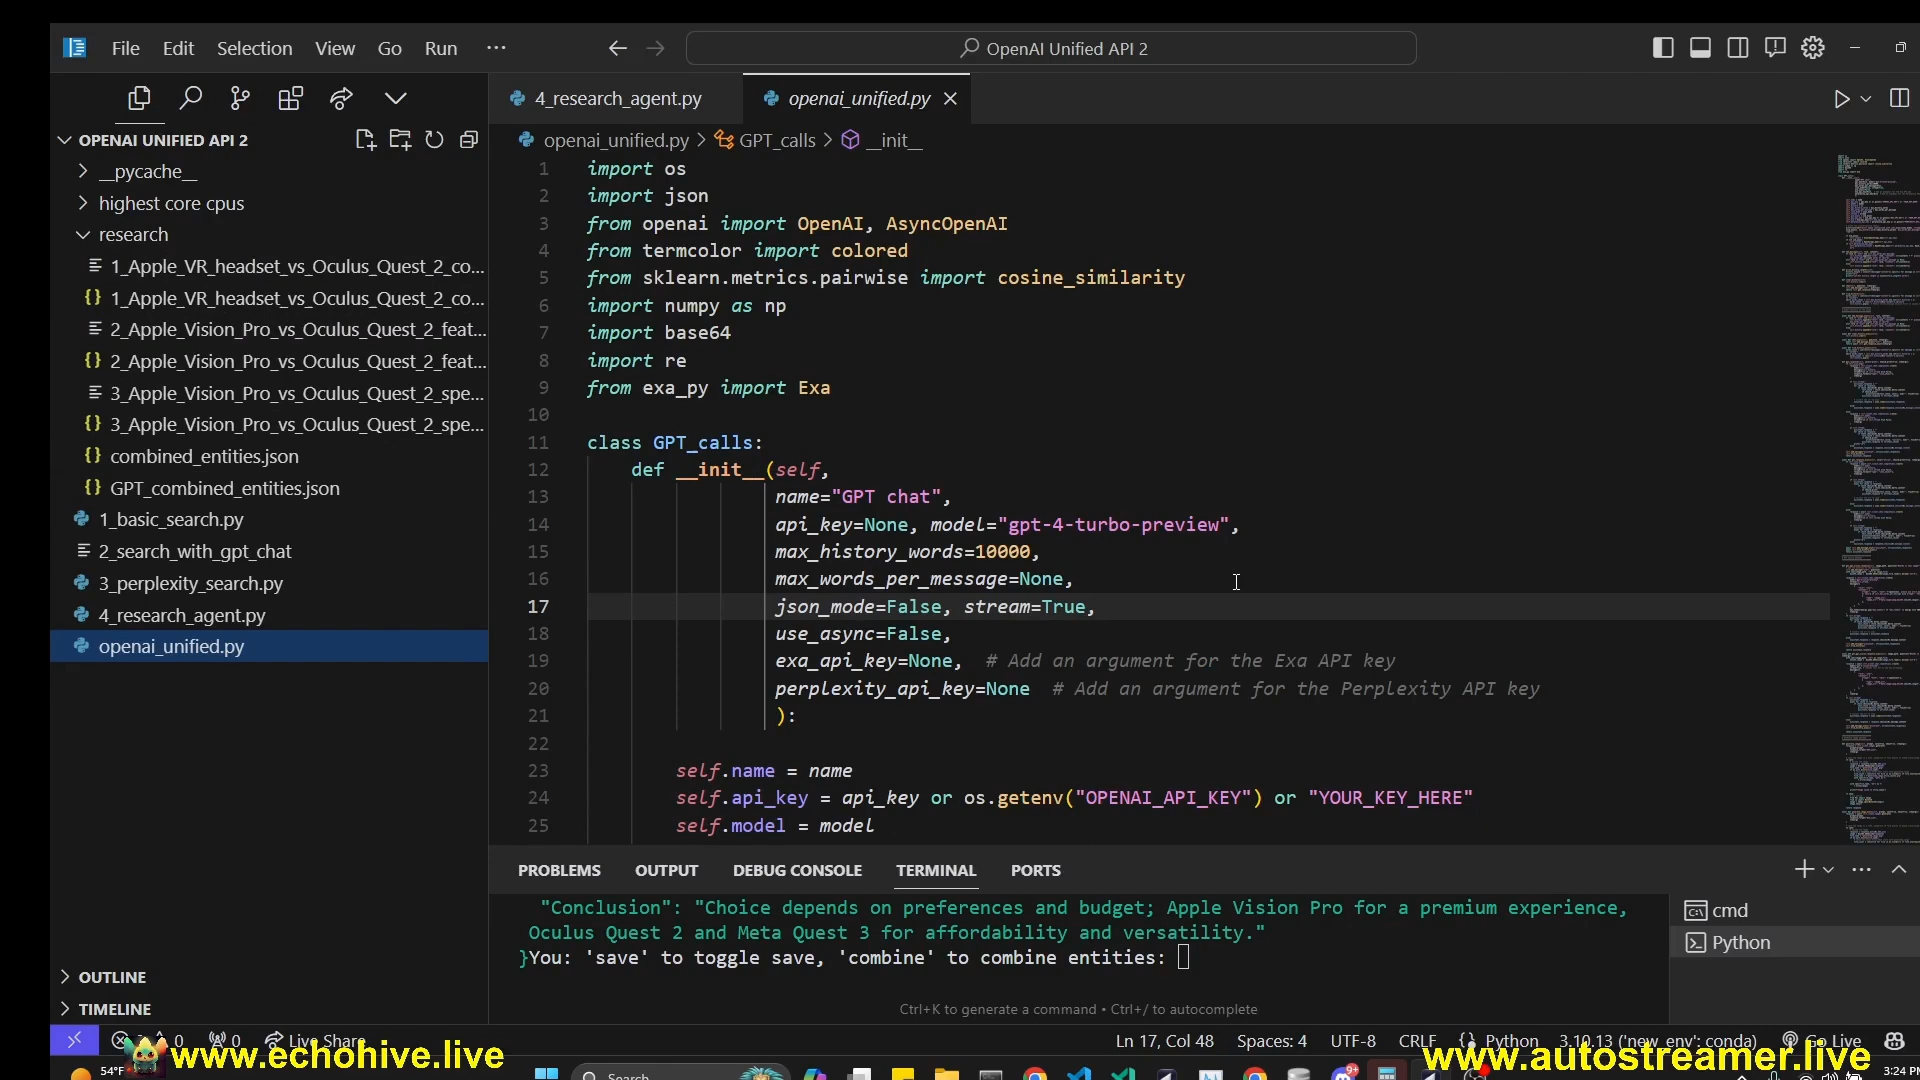 File Edit Selection View Go Run ··· OpenAI Unified API 2
OPENAI UNIFIED API 2
__pycache__
highest core cpus
research
1_Apple_VR_headset_vs_Oculus_Quest_2_co...
1_Apple_VR_headset_vs_Oculus_Quest_2_co...
2_Apple_Vision_Pro_vs_Oculus_Quest_2_feat...
2_Apple_Vision_Pro_vs_Oculus_Quest_2_feat...
3_Apple_Vision_Pro_vs_Oculus_Quest_2_spe...
3_Apple_Vision_Pro_vs_Oculus_Quest_2_spe...
combined_entities.json
GPT_combined_entities.json
1_basic_search.py
2_search_with_gpt_chat
3_perplexity_search.py
4_research_agent.py
openai_unified.py
OUTLINE
TIMELINE
4_research_agent.py openai_unified.py
openai_unified.py > GPT_calls > __init__
1 import os
2 import json
3 from openai import OpenAI, AsyncOpenAI
4 from termcolor import colored
5 from sklearn.metrics.pairwise import cosine_similarity
6 import numpy as np
7 import base64
8 import re
9 from exa_py import Exa
10
11 class GPT_calls:
12 def __init__(self,
13 name="GPT chat",
14 api_key=None, model="gpt-4-turbo-preview",
15 max_history_words=10000,
16 max_words_per_message=None,
17 json_mode=False, stream=True,
18 use_async=False,
19 exa_api_key=None, # Add an argument for the Exa API key
20 perplexity_api_key=None # Add an argument for the Perplexity API key
21 ):
22
23 self.name = name
24 self.api_key = api_key or os.getenv("OPENAI_API_KEY") or "YOUR_KEY_HERE"
25 self.model = model
PROBLEMS OUTPUT DEBUG CONSOLE TERMINAL PORTS
"Conclusion": "Choice depends on preferences and budget; Apple Vision Pro for a premium experience,
Oculus Quest 2 and Meta Quest 3 for affordability and versatility."
}You: 'save' to toggle save, 'combine' to combine entities:
Ctrl+K to generate a command • Ctrl+/ to autocomplete
cmd
Python
0 0 Live Share Ln 17, Col 48 Spaces: 4 UTF-8 CRLF Python 3.10.13 ('new_env': conda) Go Live
www.echohive.live www.autostreamer.live
54°F Search 3:24 PM